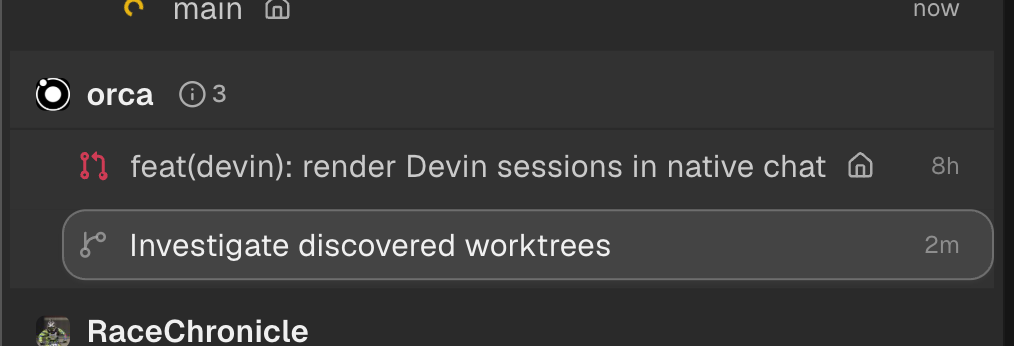 main now
orca 3
feat(devin): render Devin sessions in native chat 8h
Investigate discovered worktrees 2m
RaceChronicle